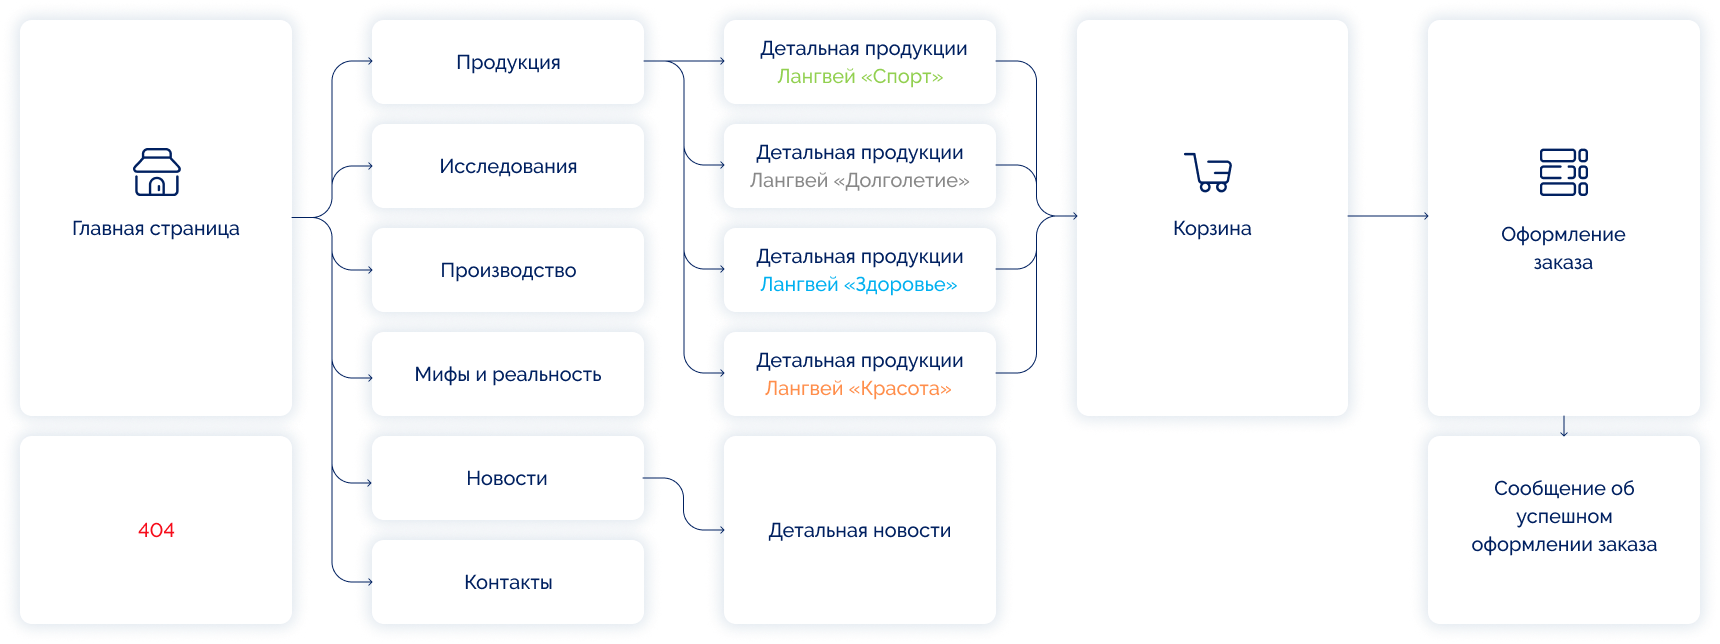 Главная страница
404
Продукция
Исследования
Производство
Мифы и реальность
Новости
Контакты
Детальная продукции
Лангвей «Спорт»
Детальная продукции
Лангвей «Долголетие»
Детальная продукции
Лангвей «Здоровье»
Детальная продукции
Лангвей «Красота»
Детальная новости
Корзина
Оформление
заказа
Сообщение об
успешном
оформлении заказа